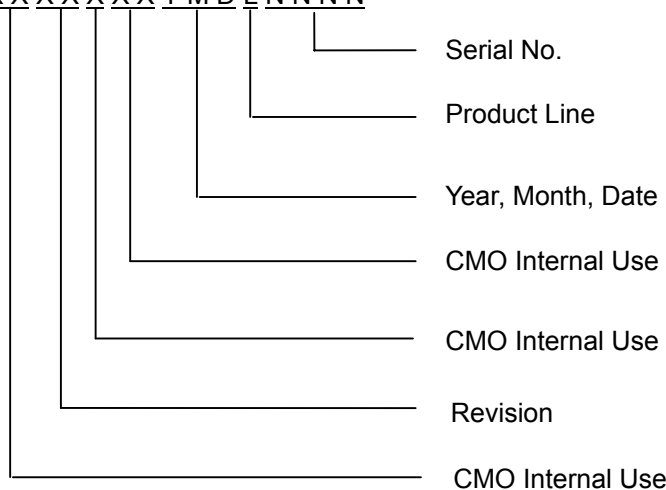 X X X X X X X Y M D L N N N N
Serial No.
Product Line
Year, Month, Date
CMO Internal Use
CMO Internal Use
Revision
CMO Internal Use